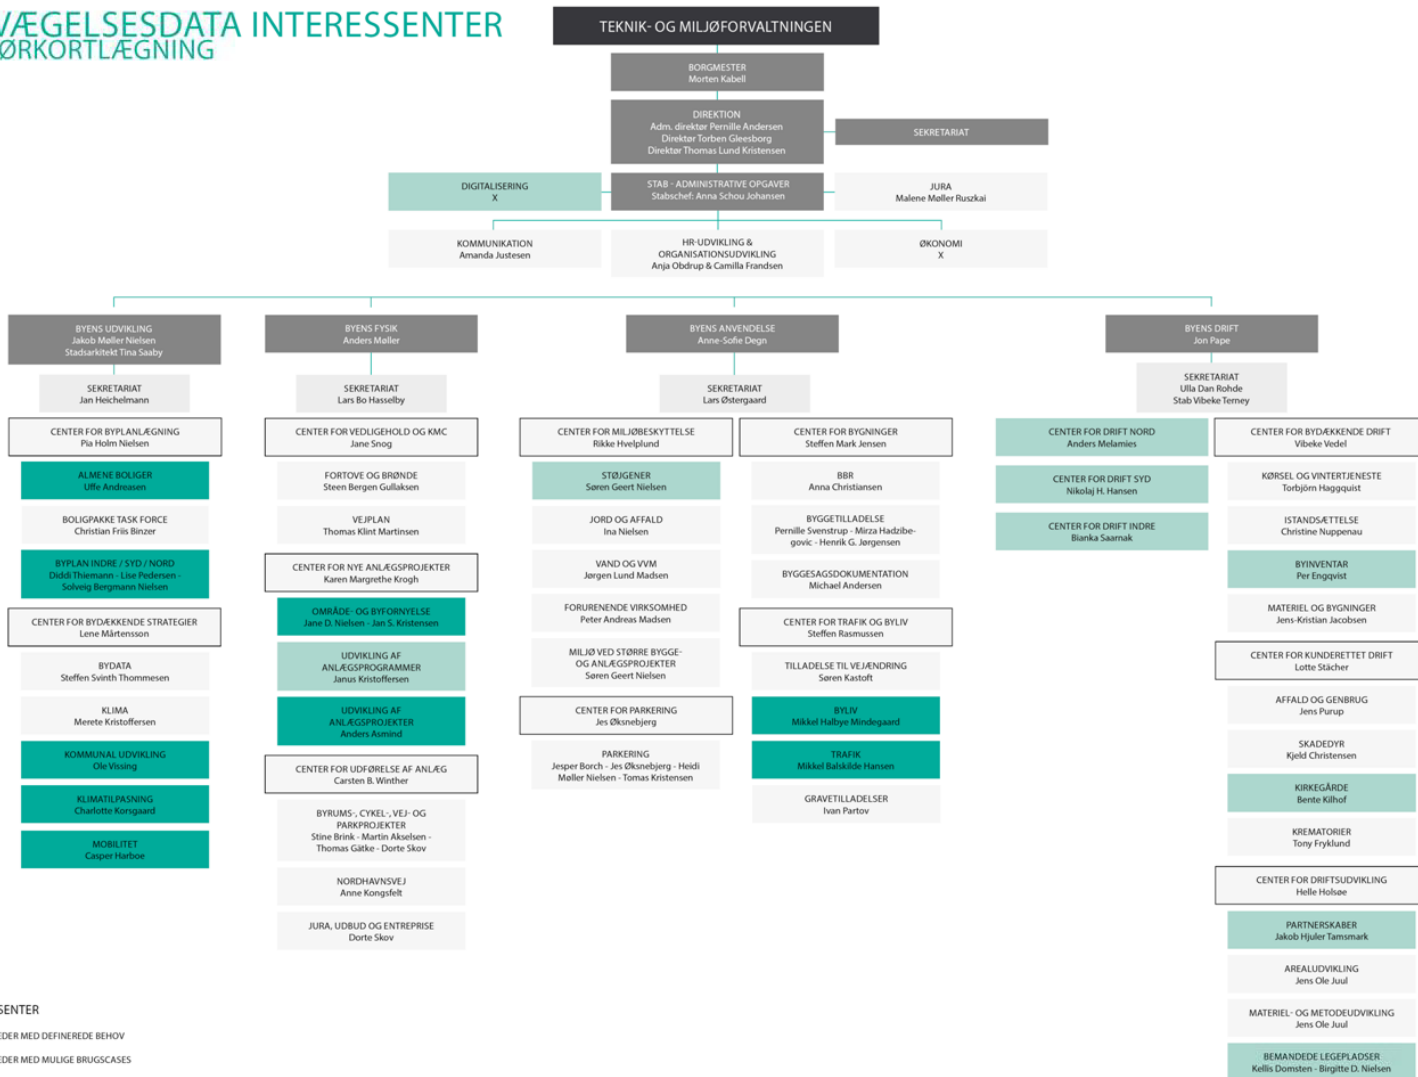 VÆGELSESDATA INTERESSENTER
ØRKORTLÆGNING
TEKNIK- OG MILJØFORVALTNINGEN
BORGMESTER
Morten Kabell
DIREKTION
Adm. direktør Pernille Andersen
Direktør Torben Gleesborg
Direktør Thomas Lund Kristensen
SEKRETARIAT
DIGITALISERING
X
STAB - ADMINISTRATIVE OPGAVER
Stabschef: Anna Schou Johansen
JURA
Malene Møller Ruszkai
KOMMUNIKATION
Amanda Justesen
HR-UDVIKLING &
ORGANISATIONSUDVIKLING
Anja Obdrup & Camilla Frandsen
ØKONOMI
X
BYENS UDVIKLING
Jakob Møller Nielsen
Stadsarkitekt Tina Saaby
SEKRETARIAT
Jan Heichelmann
CENTER FOR BYPLANLÆGNING
Pia Holm Nielsen
ALMENE BOLIGER
Uffe Andreasen
BOLIGPAKKE TASK FORCE
Christian Friis Binzer
BYPLAN INDRE / SYD / NORD
Diddi Thiemann - Lise Pedersen -
Solveig Bergmann Nielsen
CENTER FOR BYDÆKKENDE STRATEGIER
Lene Mårtensson
BYDATA
Steffen Svinth Thommesen
KLIMA
Merete Kristoffersen
KOMMUNAL UDVIKLING
Ole Vissing
KLIMATILPASNING
Charlotte Korsgaard
MOBILITET
Casper Harboe
BYENS FYSIK
Anders Møller
SEKRETARIAT
Lars Bo Hasselby
CENTER FOR VEDLIGEHOLD OG KMC
Jane Snog
FORTOVE OG BRØNDE
Steen Bergen Gullaksen
VEJPLAN
Thomas Klint Martinsen
CENTER FOR NYE ANLÆGSPROJEKTER
Karen Margrethe Krogh
OMRÅDE- OG BYFORNYELSE
Jane D. Nielsen - Jan S. Kristensen
UDVIKLING AF
ANLÆGSPROGRAMMER
Janus Kristoffersen
UDVIKLING AF
ANLÆGSPROJEKTER
Anders Asmind
CENTER FOR UDFØRELSE AF ANLÆG
Carsten B. Winther
BYRUMS-, CYKEL-, VEJ- OG
PARKPROJEKTER
Stine Brink - Martin Akselsen -
Thomas Gätke - Dorte Skov
NORDHAVNSVEJ
Anne Kongsfelt
JURA, UDBUD OG ENTREPRISE
Dorte Skov
BYENS ANVENDELSE
Anne-Sofie Degn
SEKRETARIAT
Lars Østergaard
CENTER FOR MILJØBESKYTTELSE
Rikke Hvelplund
STØJGENER
Søren Geert Nielsen
JORD OG AFFALD
Ina Nielsen
VAND OG VVM
Jørgen Lund Madsen
FORURENENDE VIRKSOMHED
Peter Andreas Madsen
MILJØ VED STØRRE BYGGE-
OG ANLÆGSPROJEKTER
Søren Geert Nielsen
CENTER FOR PARKERING
Jes Øksnebjerg
PARKERING
Jesper Borch - Jes Øksnebjerg - Heidi
Møller Nielsen - Tomas Kristensen
CENTER FOR BYGNINGER
Steffen Mark Jensen
BBR
Anna Christiansen
BYGGETILLADELSE
Pernille Svenstrup - Mirza Hadzibe-
govic - Henrik G. Jørgensen
BYGGESAGSDOKUMENTATION
Michael Andersen
CENTER FOR TRAFIK OG BYLIV
Steffen Rasmussen
TILLADELSE TIL VEJÆNDRING
Søren Kastoft
BYLIV
Mikkel Halbye Mindegaard
TRAFIK
Mikkel Balskilde Hansen
GRAVETILLADELSER
Ivan Partov
BYENS DRIFT
Jon Pape
SEKRETARIAT
Ulla Dan Rohde
Stab Vibeke Terney
CENTER FOR DRIFT NORD
Anders Melamies
CENTER FOR DRIFT SYD
Nikolaj H. Hansen
CENTER FOR DRIFT INDRE
Bianka Saarnak
CENTER FOR BYDÆKKENDE DRIFT
Vibeke Vedel
KØRSEL OG VINTERTJENESTE
Torbjörn Haggquist
ISTANDSÆTTELSE
Christine Nuppenau
BYINVENTAR
Per Engqvist
MATERIEL OG BYGNINGER
Jens-Kristian Jacobsen
CENTER FOR KUNDERETTET DRIFT
Lotte Stächer
AFFALD OG GENBRUG
Jens Purup
SKADEDYR
Kjeld Christensen
KIRKEGÅRDE
Bente Kilhof
KREMATORIER
Tony Fryklund
CENTER FOR DRIFTSUDVIKLING
Helle Holsøe
PARTNERSKABER
Jakob Hjuler Tamsmark
AREALUDVIKLING
Jens Ole Juul
MATERIEL- OG METODEUDVIKLING
Jens Ole Juul
BEMANDEDE LEGEPLADSER
Kellis Domsten - Birgitte D. Nielsen
SENTER
EDER MED DEFINEREDE BEHOV
EDER MED MULIGE BRUGSCASES